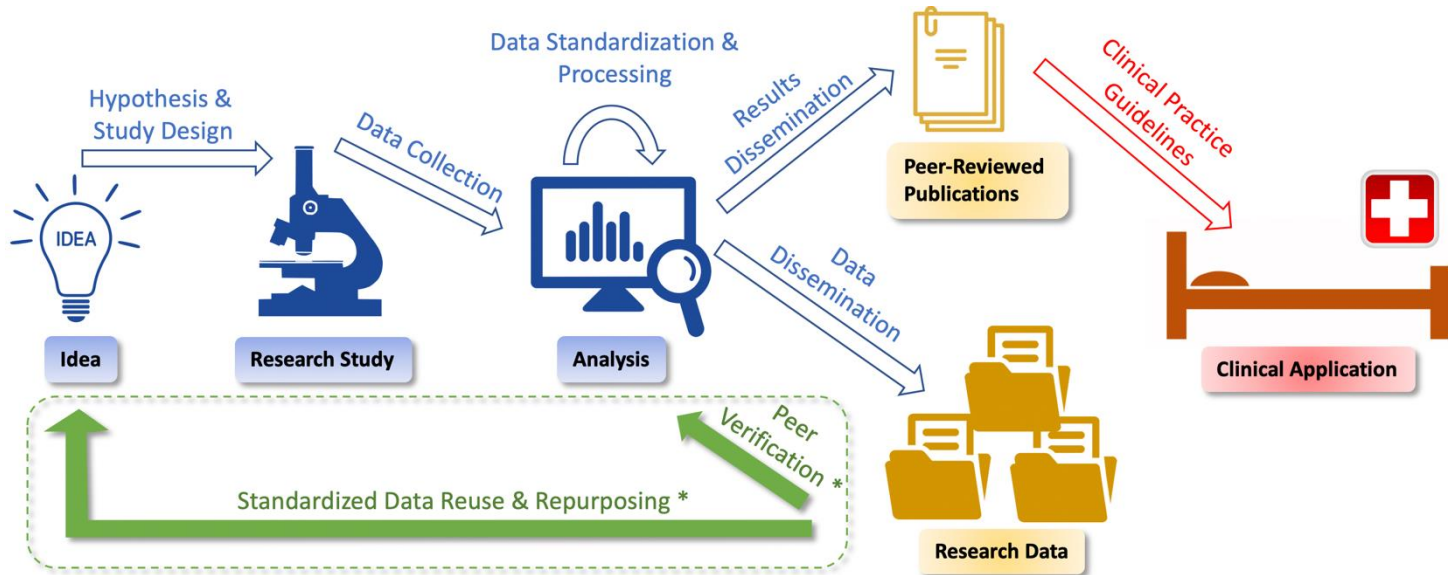 Hypothesis &
Study Design
IDEA
Idea
Data Collection
Research Study
Data Standardization &
Processing
Analysis
Results
Dissemination
Peer-Reviewed
Publications
Clinical Practice
Guidelines
Clinical Application
Data
Dissemination
Research Data
Peer
Verification *
Standardized Data Reuse & Repurposing *